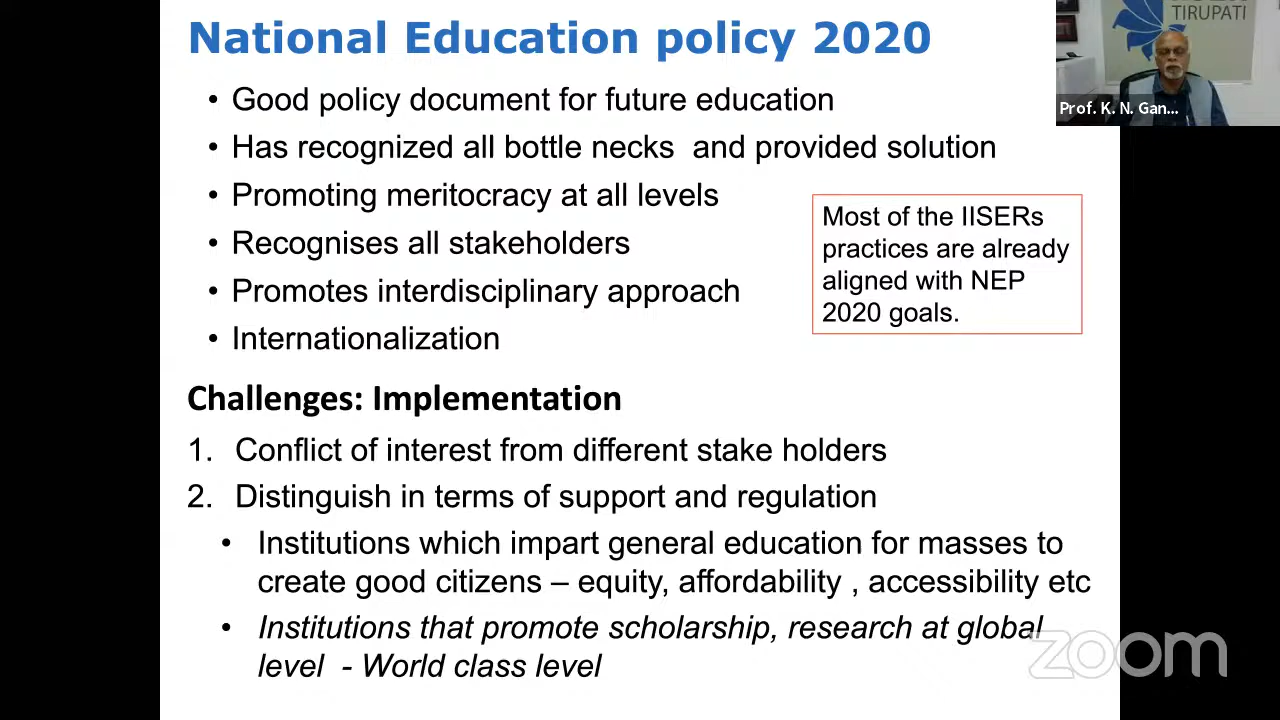 National Education policy 2020
TIRUPATI
Prof. K. N. Gan...
• Good policy document for future education
• Has recognized all bottle necks and provided solution
• Promoting meritocracy at all levels
• Recognises all stakeholders
• Promotes interdisciplinary approach
• Internationalization
Most of the IISERs
practices are already
aligned with NEP
2020 goals.
Challenges: Implementation
1. Conflict of interest from different stake holders
2. Distinguish in terms of support and regulation
• Institutions which impart general education for masses to
create good citizens – equity, affordability , accessibility etc
• Institutions that promote scholarship, research at global
level - World class level
zoom